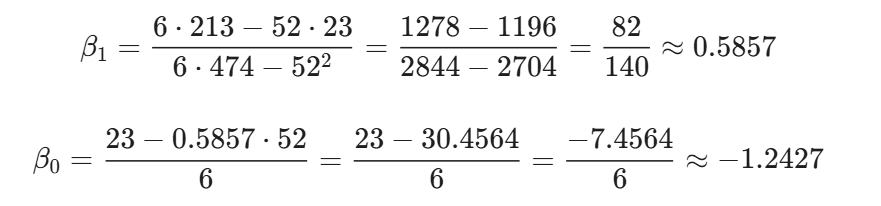 β₁ = (6 · 213 − 52 · 23) / (6 · 474 − 52²) = (1278 − 1196) / (2844 − 2704) = 82 / 140 ≈ 0.5857
β₀ = (23 − 0.5857 · 52) / 6 = (23 − 30.4564) / 6 = −7.4564 / 6 ≈ −1.2427